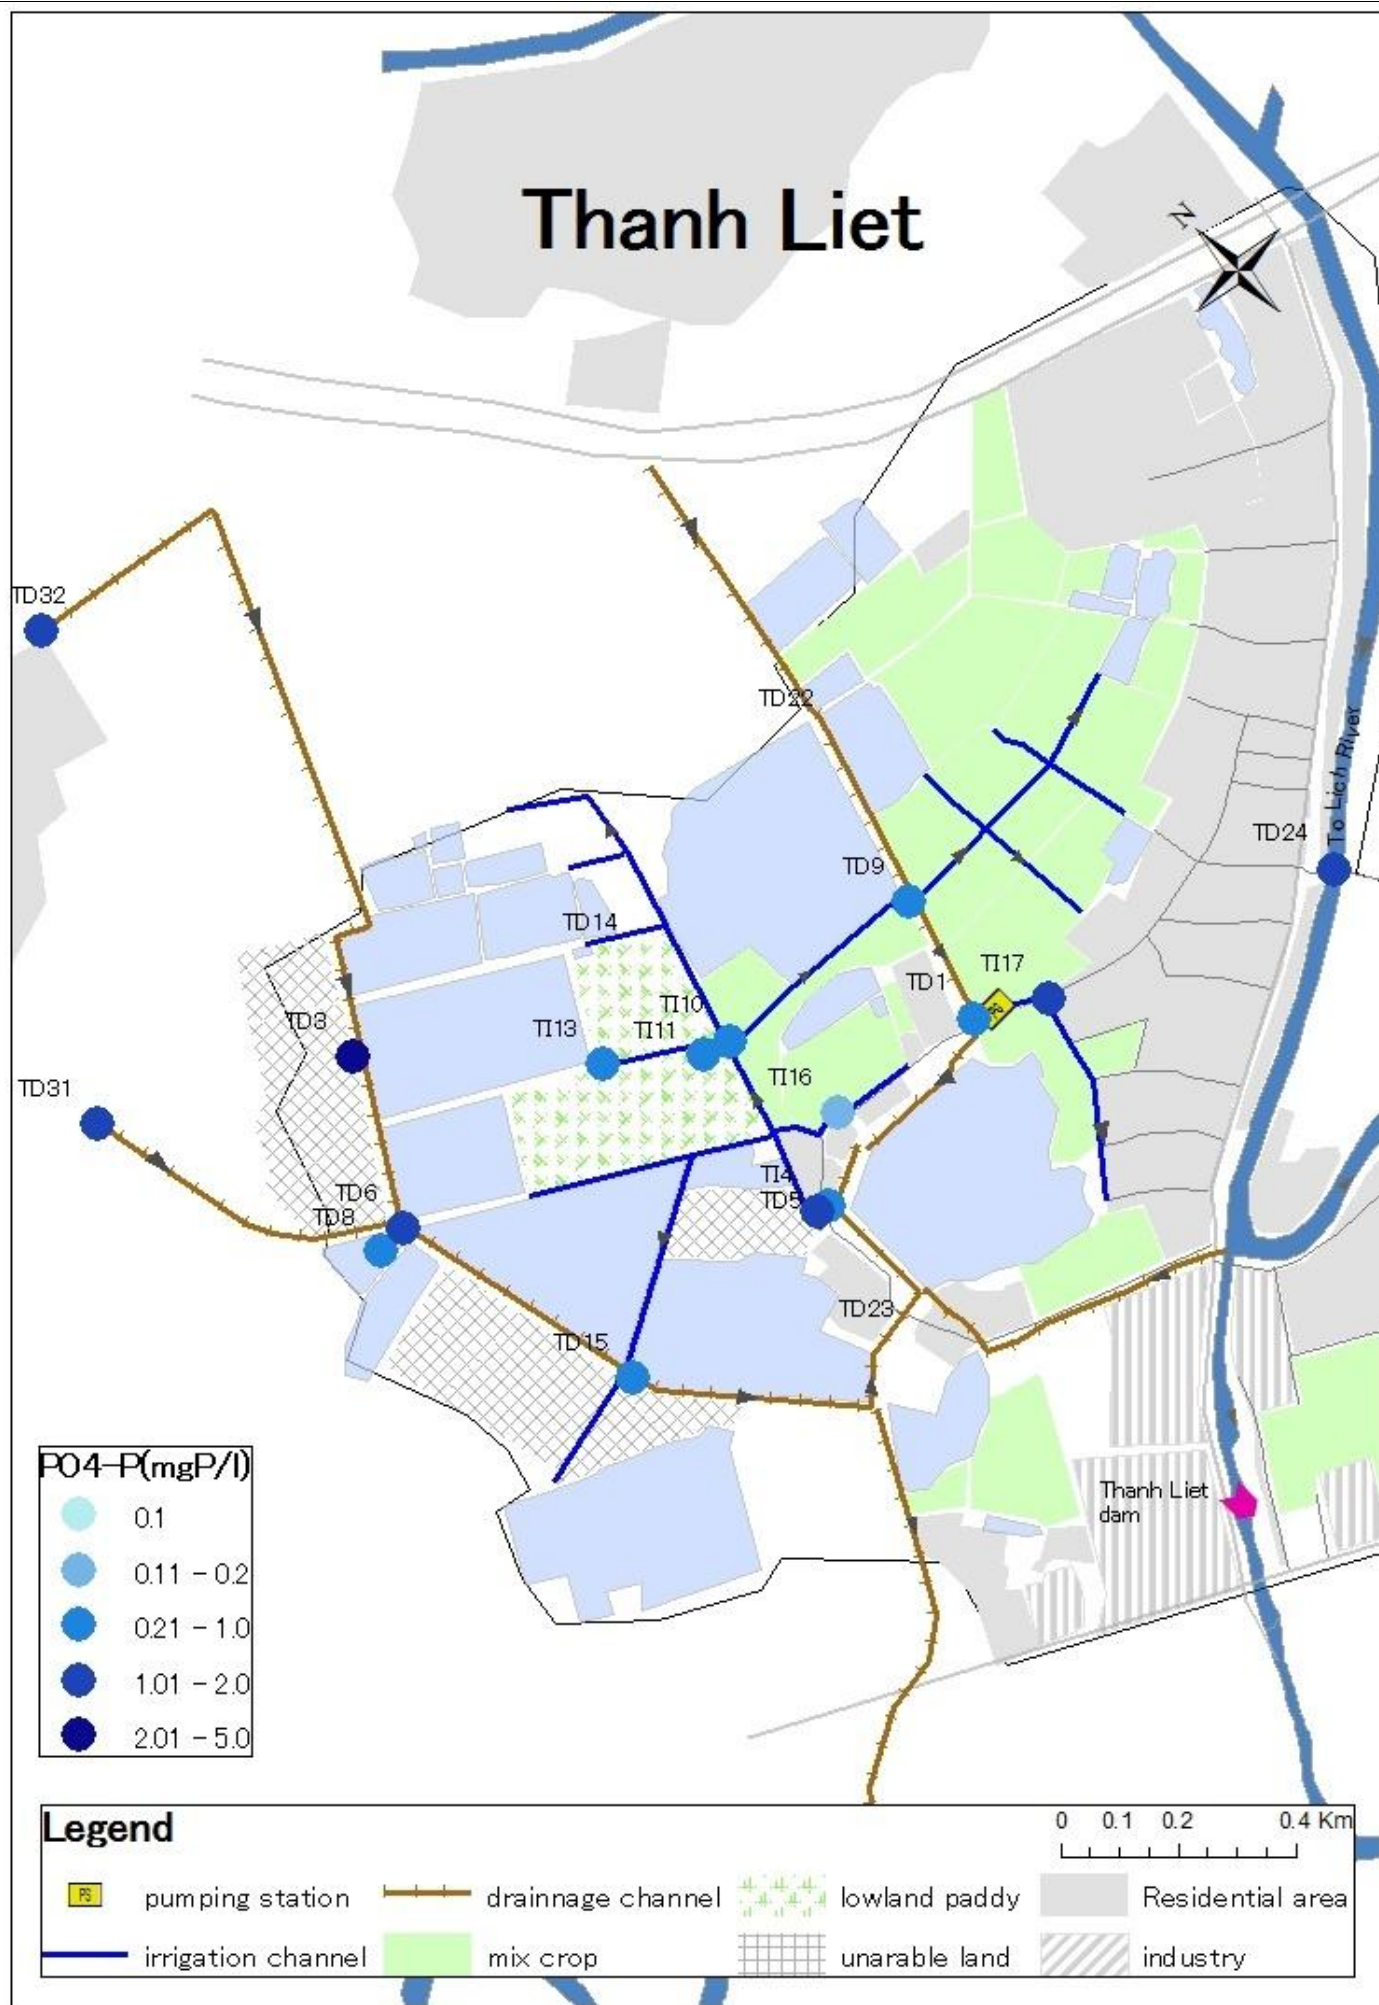 Thanh Liet
N
TD32
TD22
To Lich River
TD24
TD9
TD14
TI17
TD1
TI10
TD3
TI13
TI11
PS
TI16
TD31
TI4
TD6
TD5
TD8
TD23
TD15
PO4-P(mgP/l)
0.1
0.11 - 0.2
0.21 - 1.0
1.01 - 2.0
2.01 - 5.0
Thanh Liet
dam
Legend
0 0.1 0.2 0.4 Km
PS pumping station drainnage channel lowland paddy Residential area
irrigation channel mix crop unarable land industry